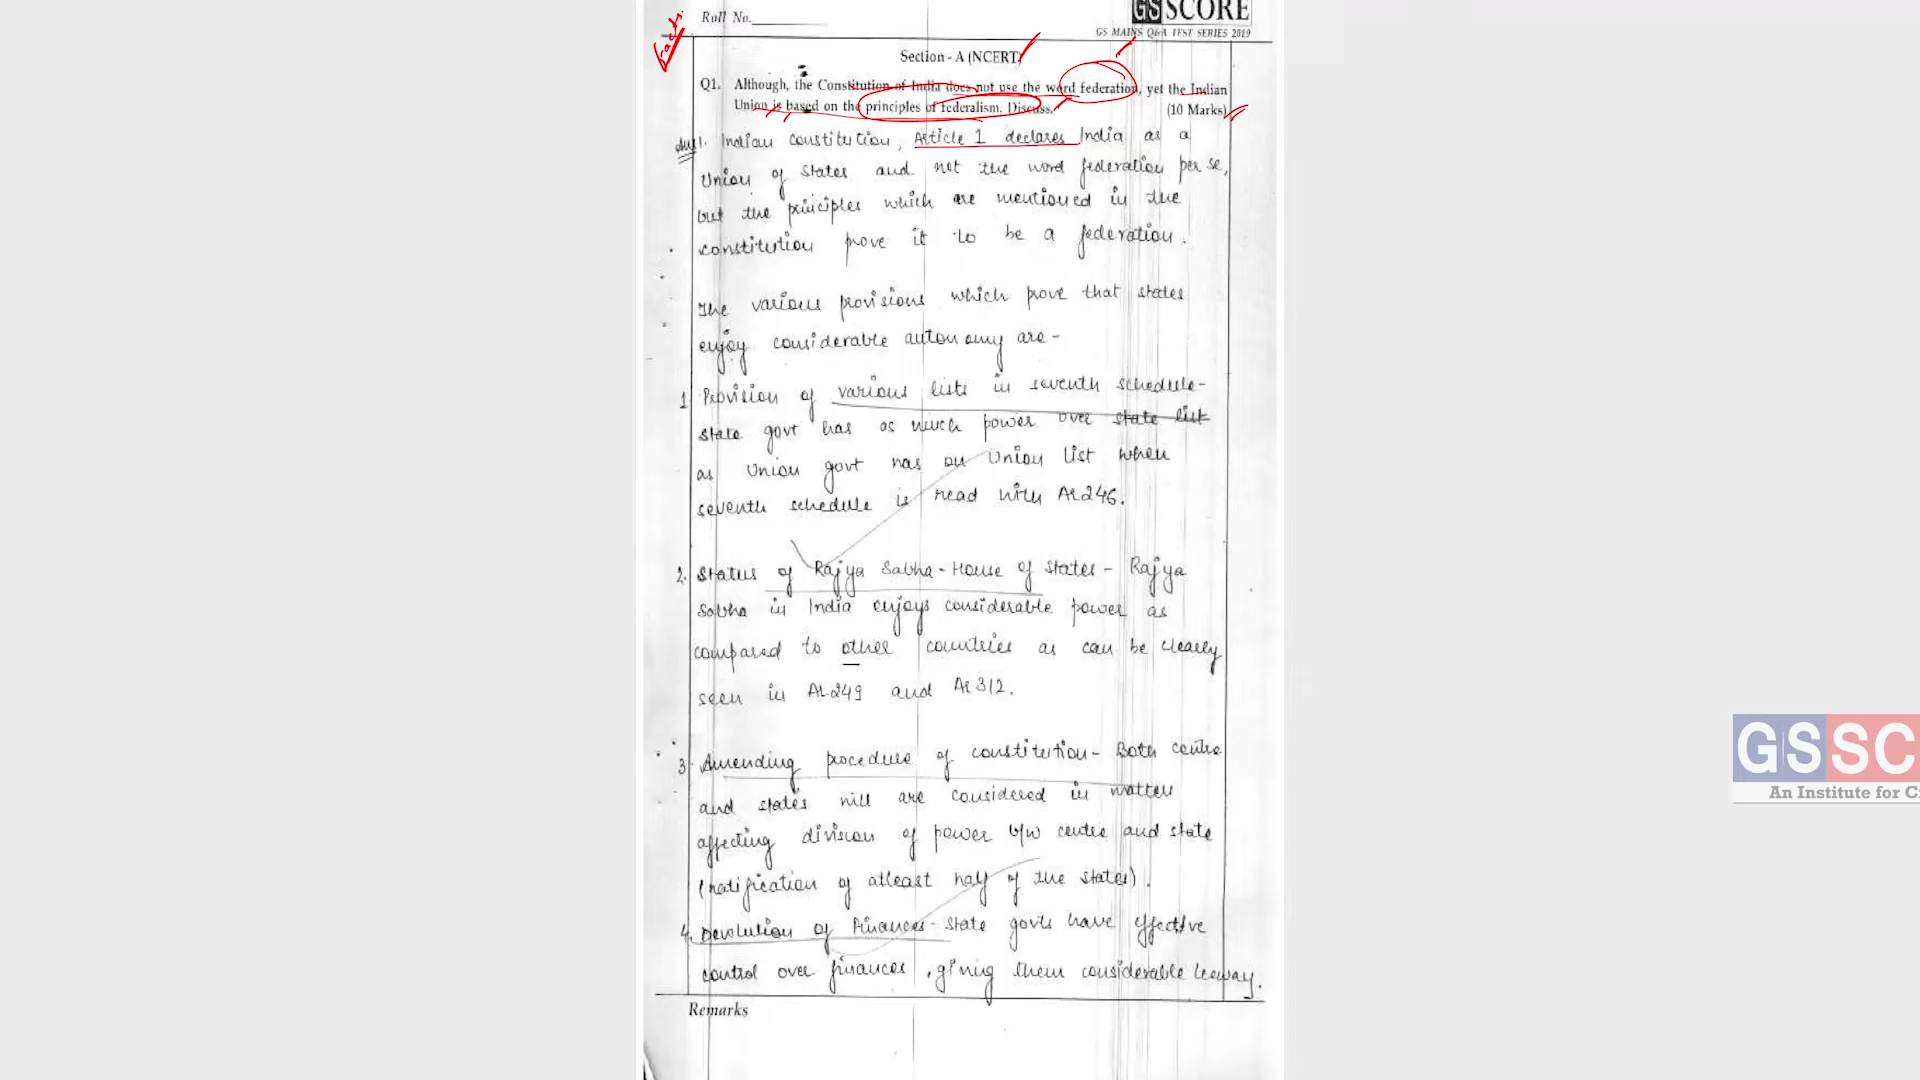 Roll No.
GS SCORE
GS MAINS Q&A TEST SERIES 2019
Section - A (NCERT)
Q1. Although, the Constitution of India does not use the word federation, yet the Indian
Union is based on the principles of federalism. Discuss.
(10 Marks)
Ans 1. Indian constitution, Article 1 declares India as a
Union of states and not the word federation per se,
but the principles which are mentioned in the
constitution prove it to be a federation.
The various provisions which prove that states
enjoy considerable autonomy are-
1 Provision of various lists in seventh schedule-
state govt has as much power over state list
as Union govt has on Union list when
seventh schedule is read with Ar 246.
2. Status of Rajya Sabha - House of states - Rajya
Sabha in India enjoys considerable power as
compared to other countries as can be clearly
seen in Ar 249 and Ar 312.
3. Amending procedure of constitution - Both centre
and states will are considered in matter
affecting division of power b/w centre and state
(ratification of atleast half of the states).
4. Devolution of Finances - State govts have effective
control over finances, giving them considerable leeway.
Remarks
GSSC
An Institute for C